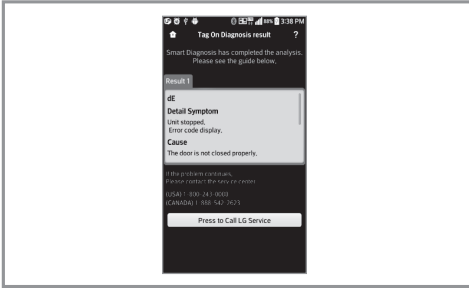 88% 3:38 PM
Tag On Diagnosis result ?
Smart Diagnosis has completed the analysis.
Please see the guide below.
Result 1
dE
Detail Symptom
Unit stopped.
Error code display.
Cause
The door is not closed properly.
If the problem continues,
Please contact the service center.
(USA) 1-800-243-0000
(CANADA) 1-888-542-2623
Press to Call LG Service